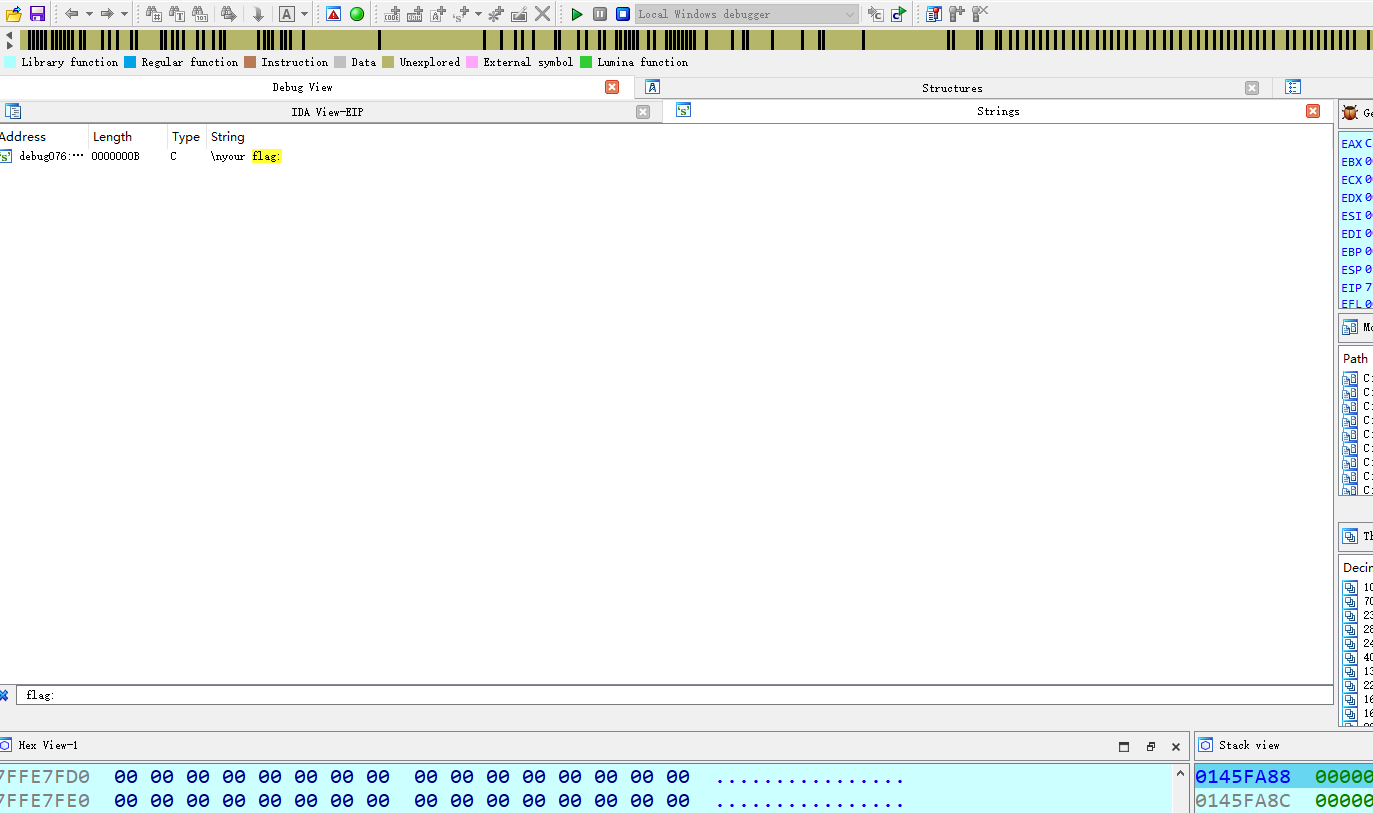 Local Windows debugger
Library function Regular function Instruction Data Unexplored External symbol Lumina function
Debug View Structures
IDA View-EIP Strings
Address Length Type String
debug076:… 0000000B C \nyour flag:
EAX C
EBX 0
ECX 0
EDX 0
ESI 0
EDI 0
EBP 0
ESP 0
EIP 7
EFL 0
Path
C:
C:
C:
C:
C:
C:
C:
C:
C:
10
70
23
28
24
40
13
22
16
16
flag:
Hex View-1 Stack view
7FFE7FD0 00 00 00 00 00 00 00 00 00 00 00 00 00 00 00 00 ................
7FFE7FE0 00 00 00 00 00 00 00 00 00 00 00 00 00 00 00 00 ................
0145FA88 00000
0145FA8C 00000